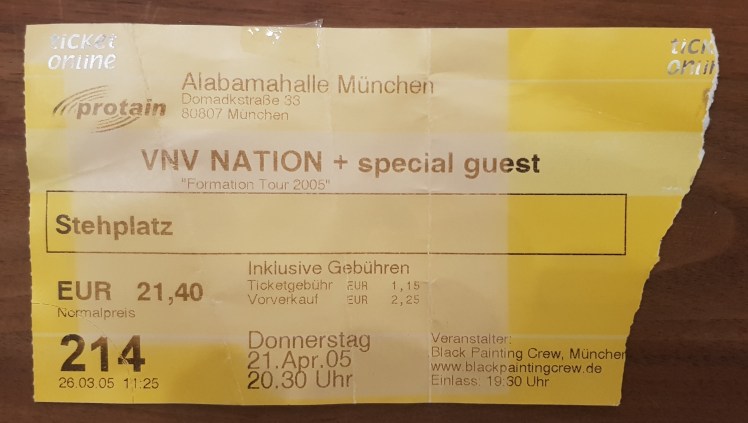 ticket
online
ticket
onlin
protain
Alabamahalle München
Domadkstraße 33
80807 München
VNV NATION + special guest
"Formation Tour 2005"
Stehplatz
EUR 21,40
Normalpreis
Inklusive Gebühren
Ticketgebühr EUR 1,15
Vorverkauf EUR 2,25
214
26.03.05 11:25
Donnerstag
21.Apr.05
20.30 Uhr
Veranstalter:
Black Painting Crew, München
www.blackpaintingcrew.de
Einlass: 19.30 Uhr